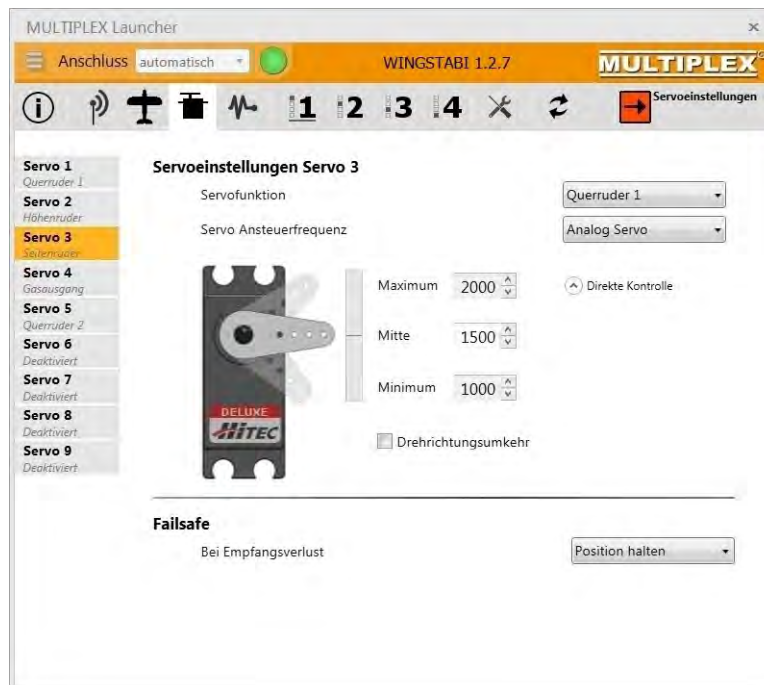 MULTIPLEX Launcher
Anschluss automatisch WINGSTABI 1.2.7 MULTIPLEX
1 2 3 4 Servoeinstellungen
Servo 1
Querruder 1
Servo 2
Höhenruder
Servo 3
Seitenruder
Servo 4
Gasausgang
Servo 5
Querruder 2
Servo 6
Deaktiviert
Servo 7
Deaktiviert
Servo 8
Deaktiviert
Servo 9
Deaktiviert
Servoeinstellungen Servo 3
Servofunktion Querruder 1
Servo Ansteuerfrequenz Analog Servo
Maximum 2000 Direkte Kontrolle
Mitte 1500
Minimum 1000
DELUXE
HiTEC
Drehrichtungsumkehr
Failsafe
Bei Empfangsverlust Position halten